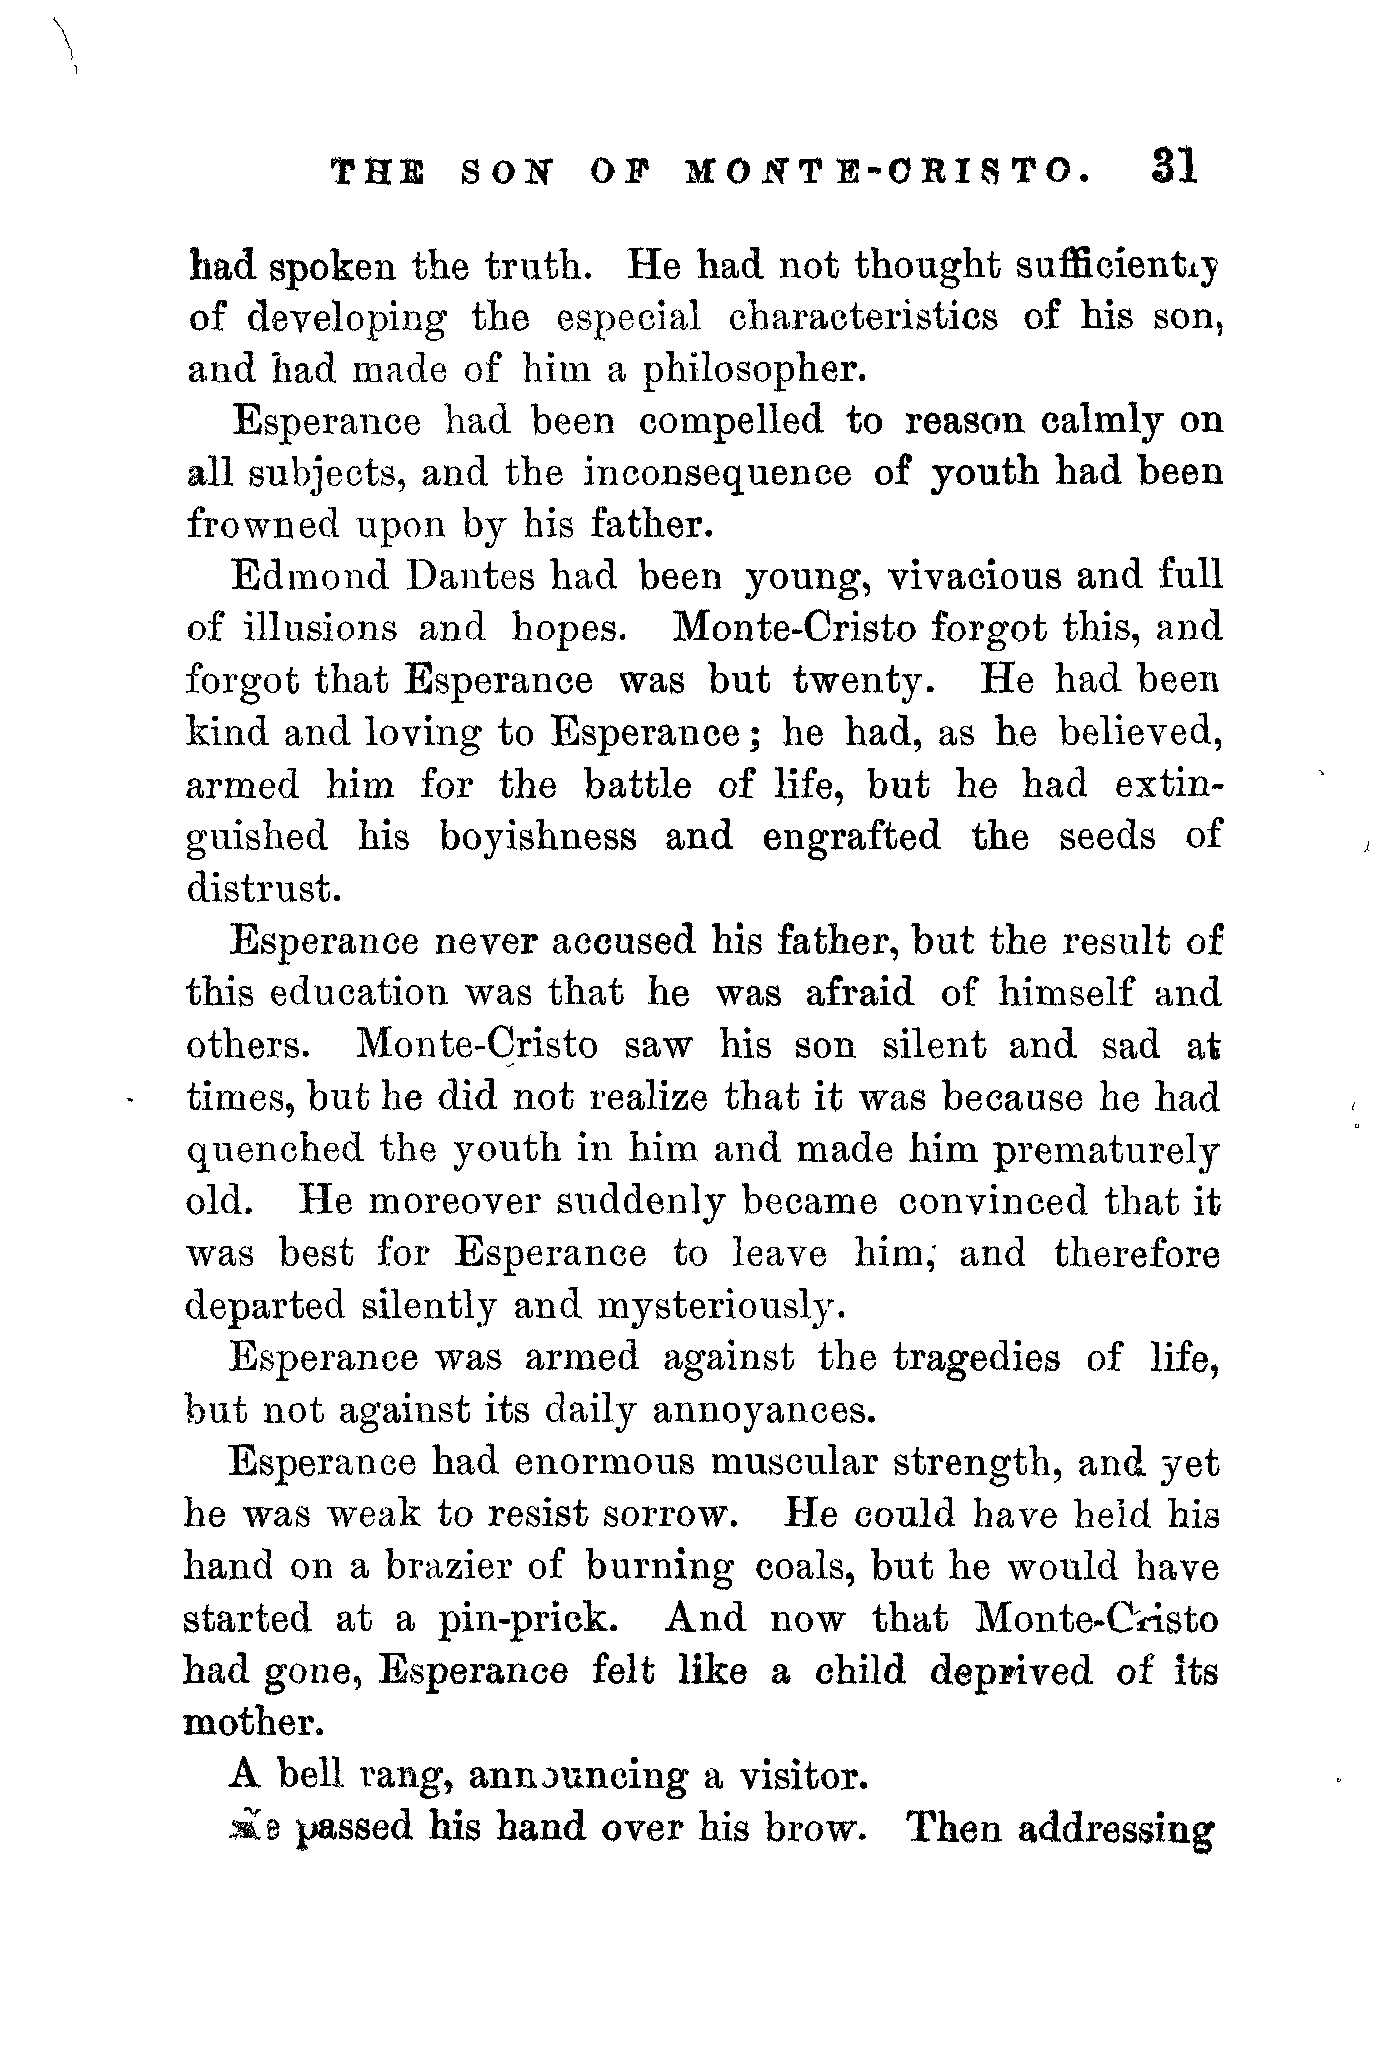 THE SON OF MONTE-CRISTO. 31
had spoken the truth. He had not thought sufficiently
of developing the especial characteristics of his son,
and had made of him a philosopher.
Esperance had been compelled to reason calmly on
all subjects, and the inconsequence of youth had been
frowned upon by his father.
Edmond Dantes had been young, vivacious and full
of illusions and hopes. Monte-Cristo forgot this, and
forgot that Esperance was but twenty. He had been
kind and loving to Esperance; he had, as he believed,
armed him for the battle of life, but he had extin-
guished his boyishness and engrafted the seeds of
distrust.
Esperance never accused his father, but the result of
this education was that he was afraid of himself and
others. Monte-Cristo saw his son silent and sad at
times, but he did not realize that it was because he had
quenched the youth in him and made him prematurely
old. He moreover suddenly became convinced that it
was best for Esperance to leave him; and therefore
departed silently and mysteriously.
Esperance was armed against the tragedies of life,
but not against its daily annoyances.
Esperance had enormous muscular strength, and yet
he was weak to resist sorrow. He could have held his
hand on a brazier of burning coals, but he would have
started at a pin-prick. And now that Monte-Cristo
had gone, Esperance felt like a child deprived of its
mother.
A bell rang, announcing a visitor.
He passed his hand over his brow. Then addressing